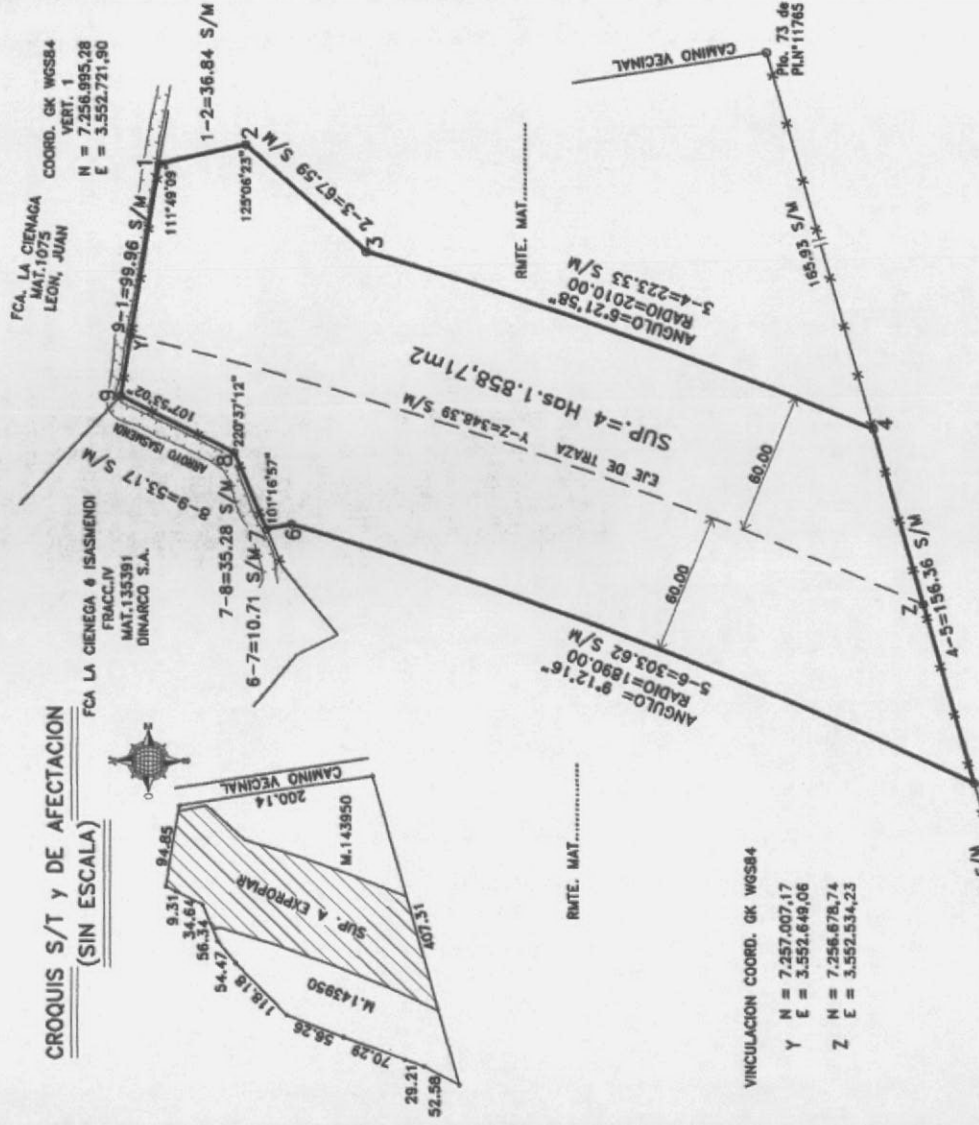 CROQUIS S/T y DE AFECTACION
(SIN ESCALA)
94.85
9.31
34.64
56.34
54.47
118.18
56.26
70.29
29.21
52.58
SUP. A EXPROPIAR
M.143950
M.143950
200.14
CAMINO VECINAL
407.51
FCA. LA CIENAGA
MAT.1075
LEON, JUAN
COORD. GK WGS84
VERT. 1
N = 7.256.995,28
E = 3.552.721,90
FCA LA CIENEGA ó ISASMENDI
FRACC.IV
MAT.135391
DINARCO S.A.
ARROYO ISASMENDI
9-1=99.96 S/M
1
111°49'09"
1-2=36.84 S/M
2
125°06'23"
2-3=67.59 S/M
3
9
107°53'02"
8-9=53.17 S/M
8
220°37'12"
7-8=35.28 S/M
7
101°16'57"
6-7=10.71 S/M
6
Y
EJE DE TRAZA
Y-Z=348.39 S/M
SUP.=4 Has.1.858,71m2
ANGULO=6°21'58"
RADIO=2010.00
3-4=223.33 S/M
RMTE. MAT.....................
CAMINO VECINAL
Pto. 73 de
PLN°11765
165.93 S/M
4
60.00
60.00
ANGULO= 9°12'16"
RADIO=1890.00
5-6=303.62 S/M
Z
4-5=156.36 S/M
RMTE. MAT.....................
VINCULACION COORD. GK WGS84
Y N = 7.257.007,17
E = 3.552.649,06
Z N = 7.256.678,74
E = 3.552.534,23